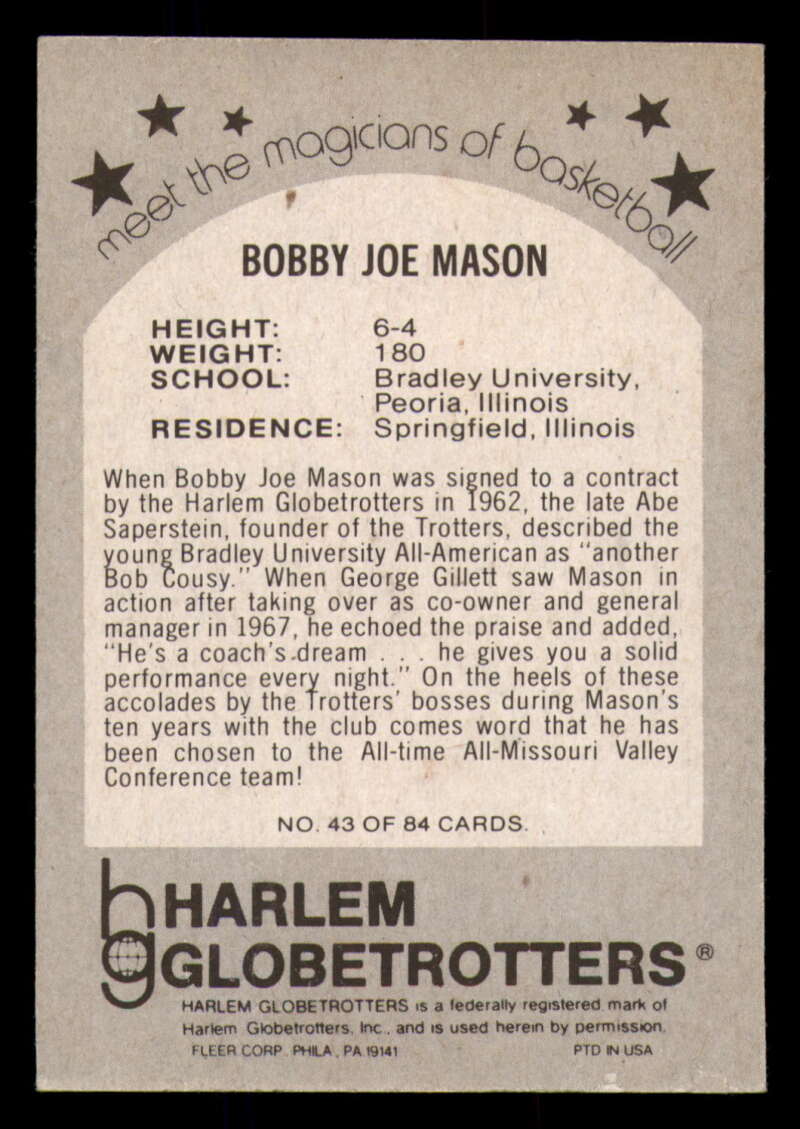 meet the magicians of basketball
BOBBY JOE MASON
HEIGHT: 6-4
WEIGHT: 180
SCHOOL: Bradley University,
Peoria, Illinois
RESIDENCE: Springfield, Illinois
When Bobby Joe Mason was signed to a contract
by the Harlem Globetrotters in 1962, the late Abe
Saperstein, founder of the Trotters, described the
young Bradley University All-American as “another
Bob Cousy.” When George Gillett saw Mason in
action after taking over as co-owner and general
manager in 1967, he echoed the praise and added,
“He's a coach's dream . . . he gives you a solid
performance every night.” On the heels of these
accolades by the Trotters' bosses during Mason's
ten years with the club comes word that he has
been chosen to the All-time All-Missouri Valley
Conference team!
NO. 43 OF 84 CARDS.
hg HARLEM
GLOBETROTTERS®
HARLEM GLOBETROTTERS is a federally registered mark of
Harlem Globetrotters, Inc., and is used herein by permission.
FLEER CORP. PHILA., PA 19141 PTD IN USA